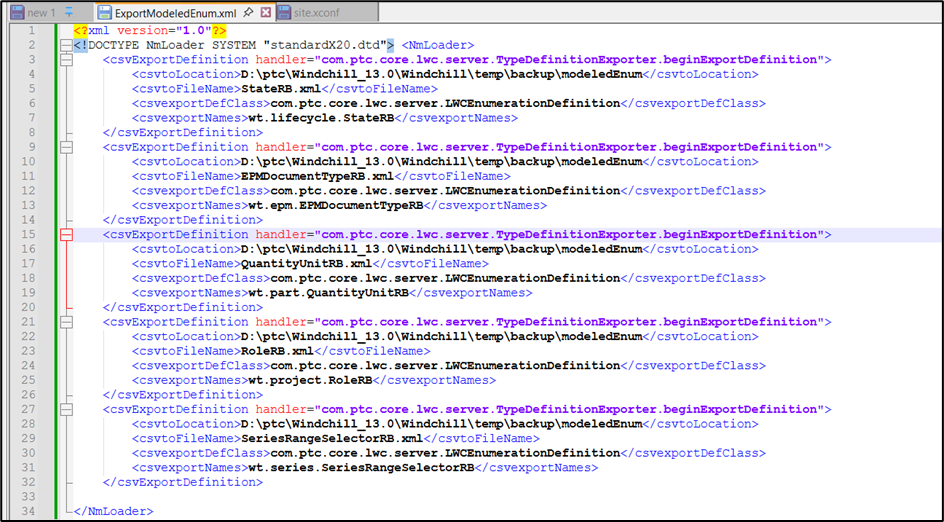 new 1 ExportModeledEnum.xml site.xconf
1 <?xml version="1.0"?>
2 <!DOCTYPE NmLoader SYSTEM "standardX20.dtd"> <NmLoader>
3 <csvExportDefinition handler="com.ptc.core.lwc.server.TypeDefinitionExporter.beginExportDefinition">
4 <csvtoLocation>D:\ptc\Windchill_13.0\Windchill\temp\backup\modeledEnum</csvtoLocation>
5 <csvtoFileName>StateRB.xml</csvtoFileName>
6 <csvexportDefClass>com.ptc.core.lwc.server.LWCEnumerationDefinition</csvexportDefClass>
7 <csvexportNames>wt.lifecycle.StateRB</csvexportNames>
8 </csvExportDefinition>
9 <csvExportDefinition handler="com.ptc.core.lwc.server.TypeDefinitionExporter.beginExportDefinition">
10 <csvtoLocation>D:\ptc\Windchill_13.0\Windchill\temp\backup\modeledEnum</csvtoLocation>
11 <csvtoFileName>EPMDocumentTypeRB.xml</csvtoFileName>
12 <csvexportDefClass>com.ptc.core.lwc.server.LWCEnumerationDefinition</csvexportDefClass>
13 <csvexportNames>wt.epm.EPMDocumentTypeRB</csvexportNames>
14 </csvExportDefinition>
15 <csvExportDefinition handler="com.ptc.core.lwc.server.TypeDefinitionExporter.beginExportDefinition">
16 <csvtoLocation>D:\ptc\Windchill_13.0\Windchill\temp\backup\modeledEnum</csvtoLocation>
17 <csvtoFileName>QuantityUnitRB.xml</csvtoFileName>
18 <csvexportDefClass>com.ptc.core.lwc.server.LWCEnumerationDefinition</csvexportDefClass>
19 <csvexportNames>wt.part.QuantityUnitRB</csvexportNames>
20 </csvExportDefinition>
21 <csvExportDefinition handler="com.ptc.core.lwc.server.TypeDefinitionExporter.beginExportDefinition">
22 <csvtoLocation>D:\ptc\Windchill_13.0\Windchill\temp\backup\modeledEnum</csvtoLocation>
23 <csvtoFileName>RoleRB.xml</csvtoFileName>
24 <csvexportDefClass>com.ptc.core.lwc.server.LWCEnumerationDefinition</csvexportDefClass>
25 <csvexportNames>wt.project.RoleRB</csvexportNames>
26 </csvExportDefinition>
27 <csvExportDefinition handler="com.ptc.core.lwc.server.TypeDefinitionExporter.beginExportDefinition">
28 <csvtoLocation>D:\ptc\Windchill_13.0\Windchill\temp\backup\modeledEnum</csvtoLocation>
29 <csvtoFileName>SeriesRangeSelectorRB.xml</csvtoFileName>
30 <csvexportDefClass>com.ptc.core.lwc.server.LWCEnumerationDefinition</csvexportDefClass>
31 <csvexportNames>wt.series.SeriesRangeSelectorRB</csvexportNames>
32 </csvExportDefinition>
33
34 </NmLoader>